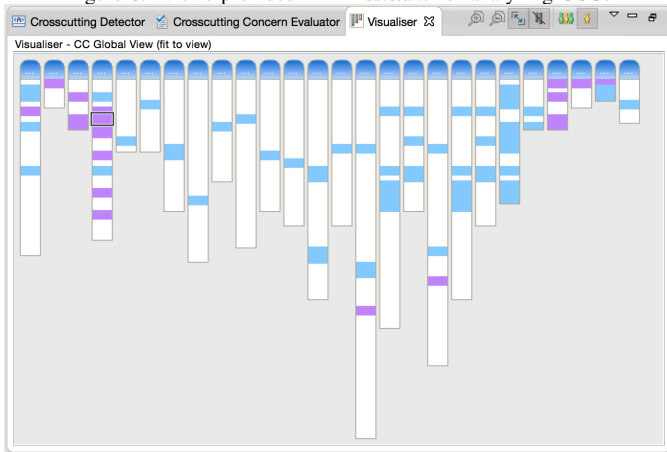 Crosscutting Detector Crosscutting Concern Evaluator Visualiser
Visualiser - CC Global View (fit to view)
... ... ... ... ... ... ... ... ... ... ... ... ... ... ... ... ... ... ... ... ... ... ... ... ... ...